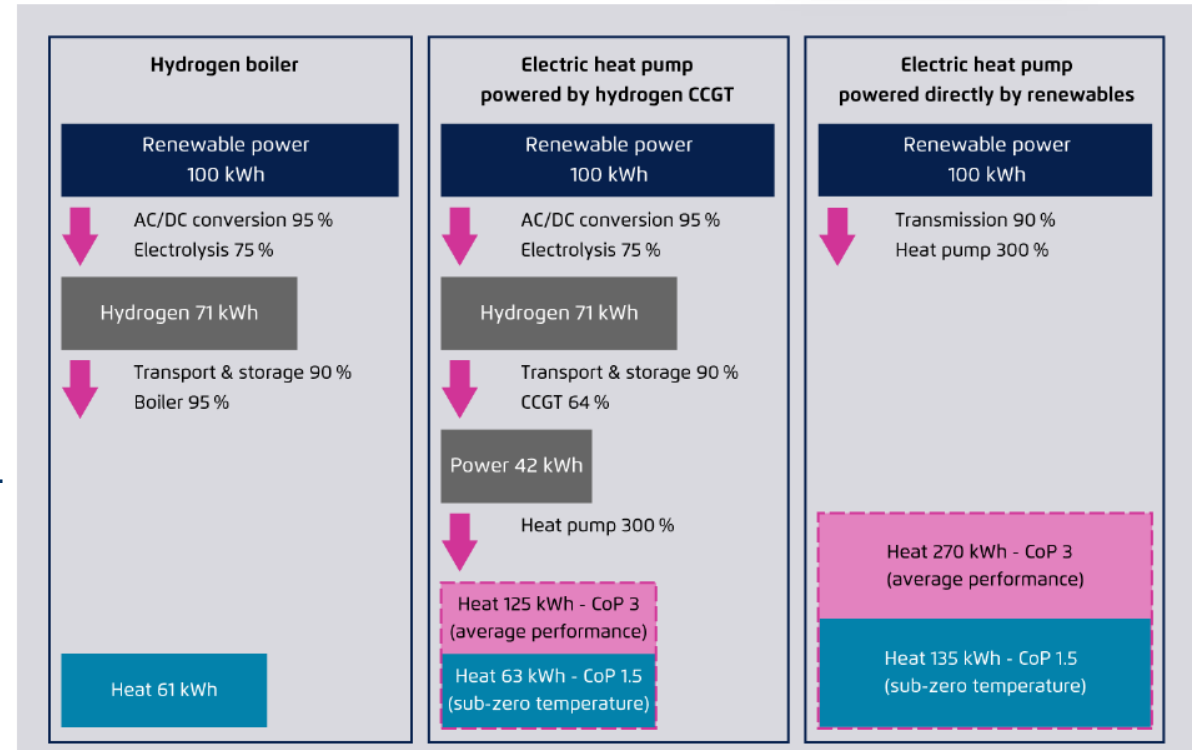 Hydrogen boiler
Renewable power
100 kWh
AC/DC conversion 95 %
Electrolysis 75 %
Hydrogen 71 kWh
Transport & storage 90 %
Boiler 95 %
Heat 61 kWh
Electric heat pump
powered by hydrogen CCGT
Renewable power
100 kWh
AC/DC conversion 95 %
Electrolysis 75 %
Hydrogen 71 kWh
Transport & storage 90 %
CCGT 64 %
Power 42 kWh
Heat pump 300 %
Heat 125 kWh - CoP 3
(average performance)
Heat 63 kWh - CoP 1.5
(sub-zero temperature)
Electric heat pump
powered directly by renewables
Renewable power
100 kWh
Transmission 90 %
Heat pump 300 %
Heat 270 kWh - CoP 3
(average performance)
Heat 135 kWh - CoP 1.5
(sub-zero temperature)